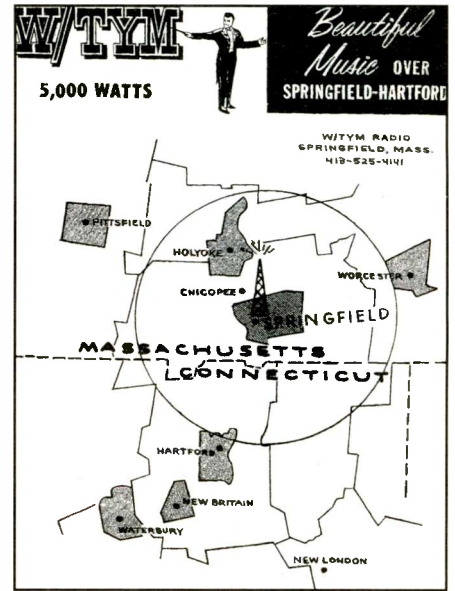 W/TYM
5,000 WATTS
Beautiful
Music OVER
SPRINGFIELD-HARTFORD
W/TYM RADIO
SPRINGFIELD, MASS.
413-525-4141
PITTSFIELD
HOLYOKE
WORCESTER
CHICOPEE
SPRINGFIELD
MASSACHUSETTS
CONNECTICUT
HARTFORD
NEW BRITAIN
WATERBURY
NEW LONDON